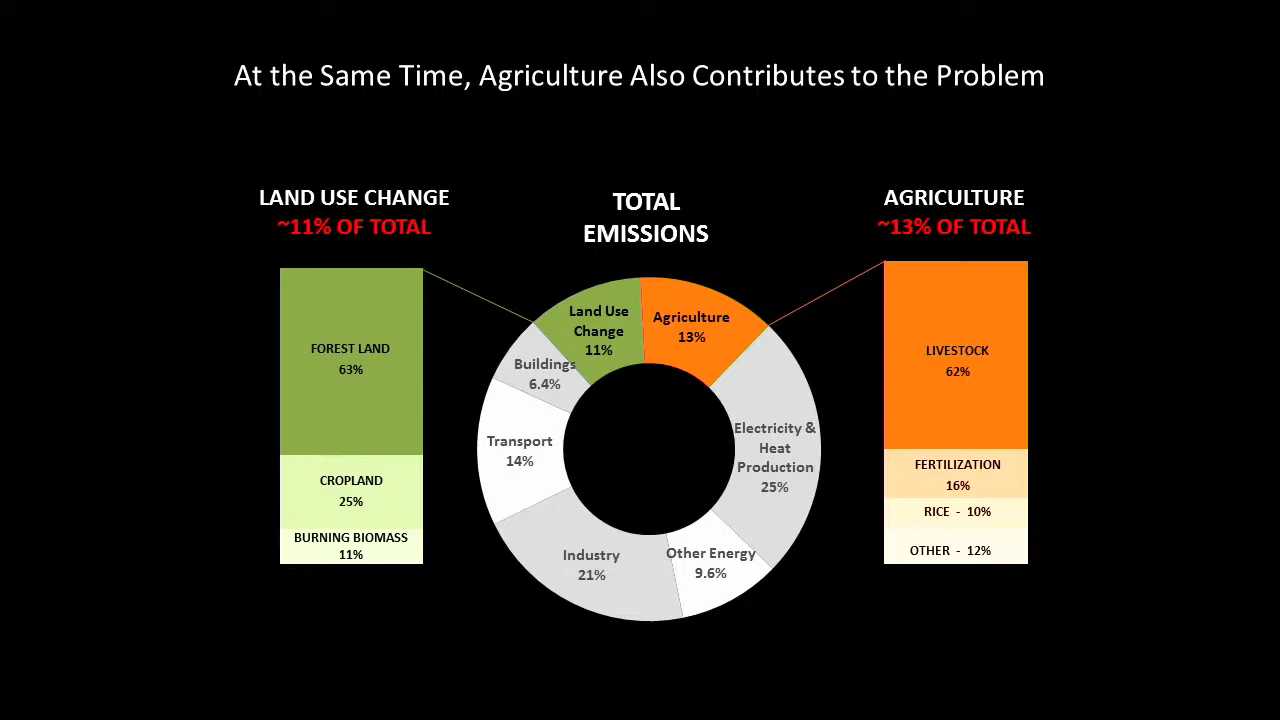 At the Same Time, Agriculture Also Contributes to the Problem
LAND USE CHANGE
~11% OF TOTAL
FOREST LAND
63%
CROPLAND
25%
BURNING BIOMASS
11%
TOTAL
EMISSIONS
Land Use
Change
11%
Agriculture
13%
Buildings
6.4%
Transport
14%
Electricity &
Heat
Production
25%
Industry
21%
Other Energy
9.6%
AGRICULTURE
~13% OF TOTAL
LIVESTOCK
62%
FERTILIZATION
16%
RICE - 10%
OTHER - 12%